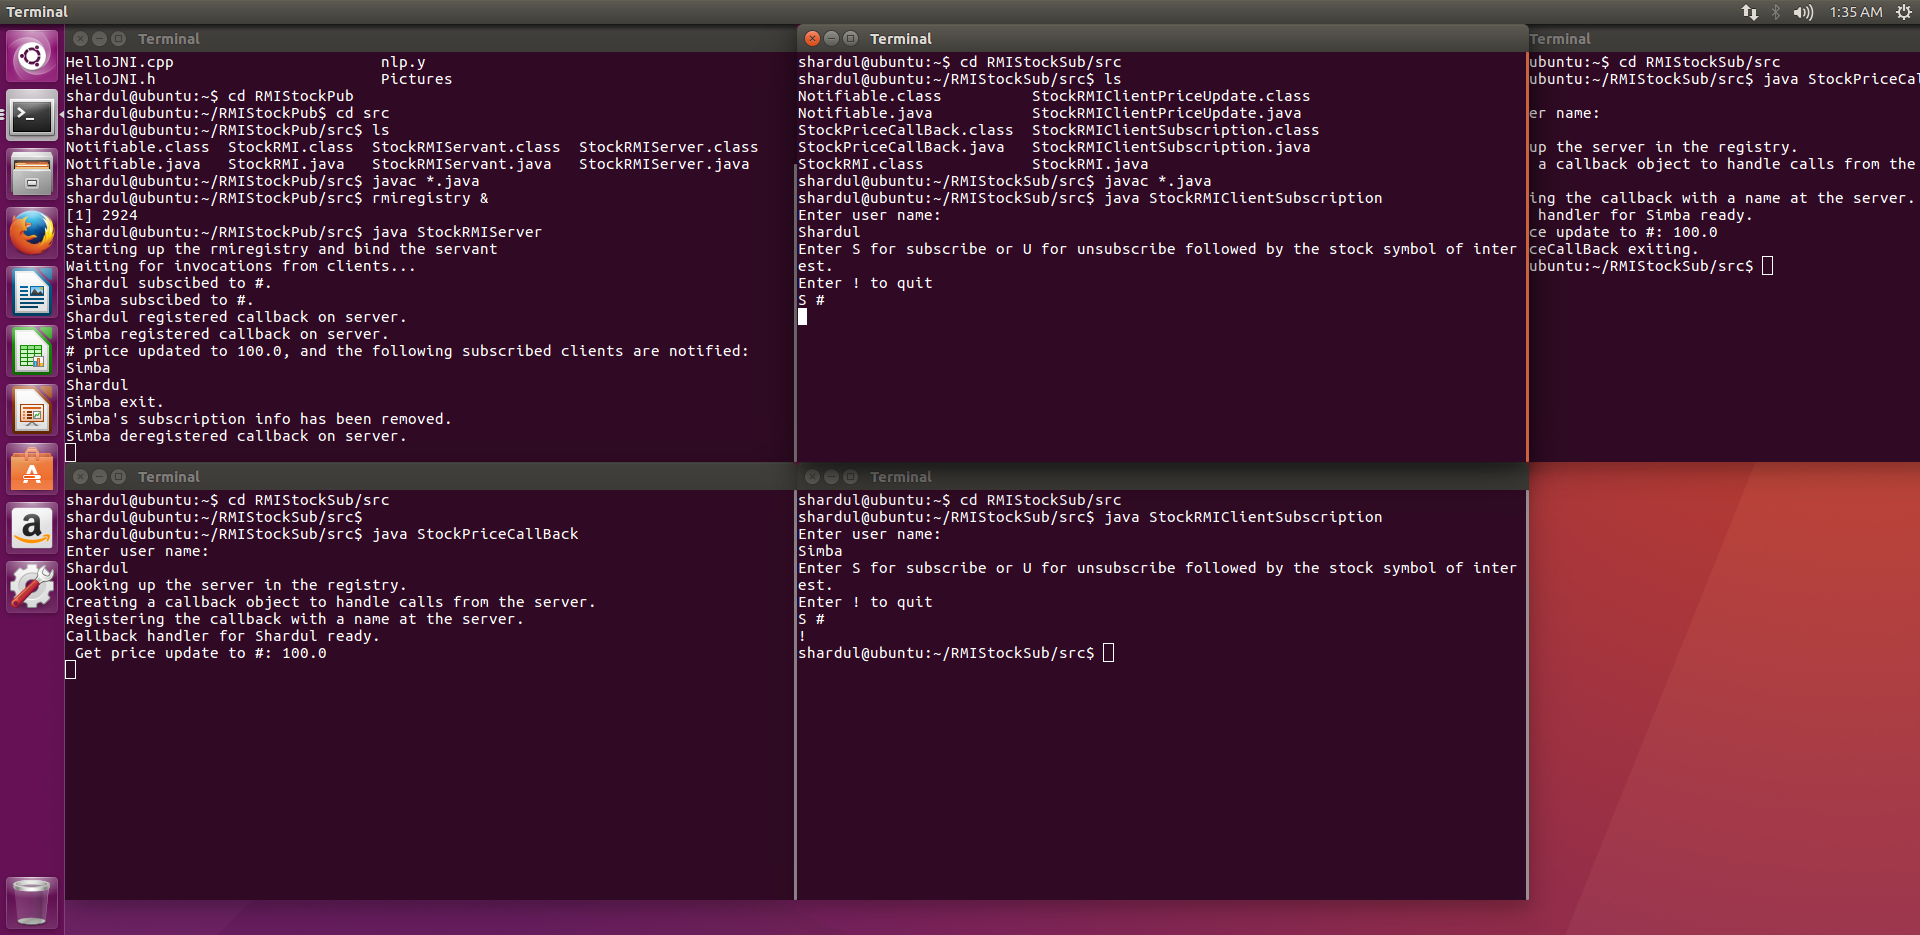 Terminal
1:35 AM
Terminal
HelloJNI.cpp                       nlp.y
HelloJNI.h                         Pictures
shardul@ubuntu:~$ cd RMIStockPub
shardul@ubuntu:~/RMIStockPub$ cd src
shardul@ubuntu:~/RMIStockPub/src$ ls
Notifiable.class  StockRMI.class  StockRMIServant.class  StockRMIServer.class
Notifiable.java   StockRMI.java   StockRMIServant.java   StockRMIServer.java
shardul@ubuntu:~/RMIStockPub/src$ javac *.java
shardul@ubuntu:~/RMIStockPub/src$ rmiregistry &
[1] 2924
shardul@ubuntu:~/RMIStockPub/src$ java StockRMIServer
Starting up the rmiregistry and bind the servant
Waiting for invocations from clients...
Shardul subscibed to #.
Simba subscibed to #.
Shardul registered callback on server.
Simba registered callback on server.
# price updated to 100.0, and the following subscribed clients are notified:
Simba
Shardul
Simba exit.
Simba's subscription info has been removed.
Simba deregistered callback on server.
Terminal
shardul@ubuntu:~$ cd RMIStockSub/src
shardul@ubuntu:~/RMIStockSub/src$ ls
Notifiable.class          StockRMIClientPriceUpdate.class
Notifiable.java           StockRMIClientPriceUpdate.java
StockPriceCallBack.class  StockRMIClientSubscription.class
StockPriceCallBack.java   StockRMIClientSubscription.java
StockRMI.class            StockRMI.java
shardul@ubuntu:~/RMIStockSub/src$ javac *.java
shardul@ubuntu:~/RMIStockSub/src$ java StockRMIClientSubscription
Enter user name:
Shardul
Enter S for subscribe or U for unsubscribe followed by the stock symbol of inter
est.
Enter ! to quit
S #
Terminal
ubuntu:~$ cd RMIStockSub/src
ubuntu:~/RMIStockSub/src$ java StockPriceCal
er name:
up the server in the registry.
 a callback object to handle calls from the
ing the callback with a name at the server.
 handler for Simba ready.
ce update to #: 100.0
ceCallBack exiting.
ubuntu:~/RMIStockSub/src$
Terminal
shardul@ubuntu:~$ cd RMIStockSub/src
shardul@ubuntu:~/RMIStockSub/src$
shardul@ubuntu:~/RMIStockSub/src$ java StockPriceCallBack
Enter user name:
Shardul
Looking up the server in the registry.
Creating a callback object to handle calls from the server.
Registering the callback with a name at the server.
Callback handler for Shardul ready.
 Get price update to #: 100.0
Terminal
shardul@ubuntu:~$ cd RMIStockSub/src
shardul@ubuntu:~/RMIStockSub/src$ java StockRMIClientSubscription
Enter user name:
Simba
Enter S for subscribe or U for unsubscribe followed by the stock symbol of inter
est.
Enter ! to quit
S #
!
shardul@ubuntu:~/RMIStockSub/src$